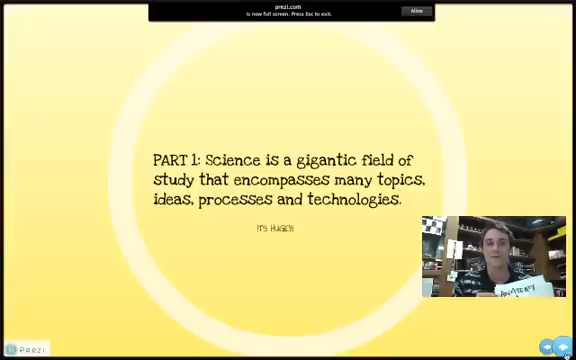 prezi.com
is now full screen. Press Esc to exit.
Allow
PART 1: Science is a gigantic field of
study that encompasses many topics,
ideas, processes and technologies.
IT'S HUGE!!!
ANATOMY
PREZI